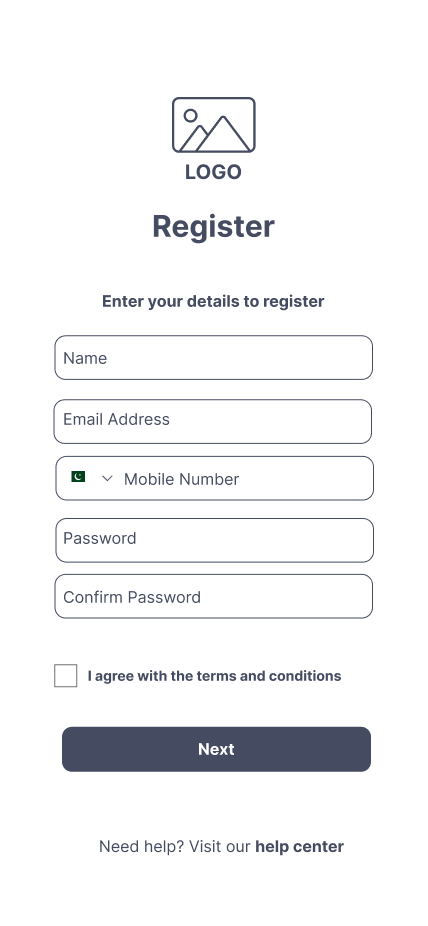 LOGO
Register
Enter your details to register
Name
Email Address
Mobile Number
Password
Confirm Password
I agree with the terms and conditions
Next
Need help? Visit our help center